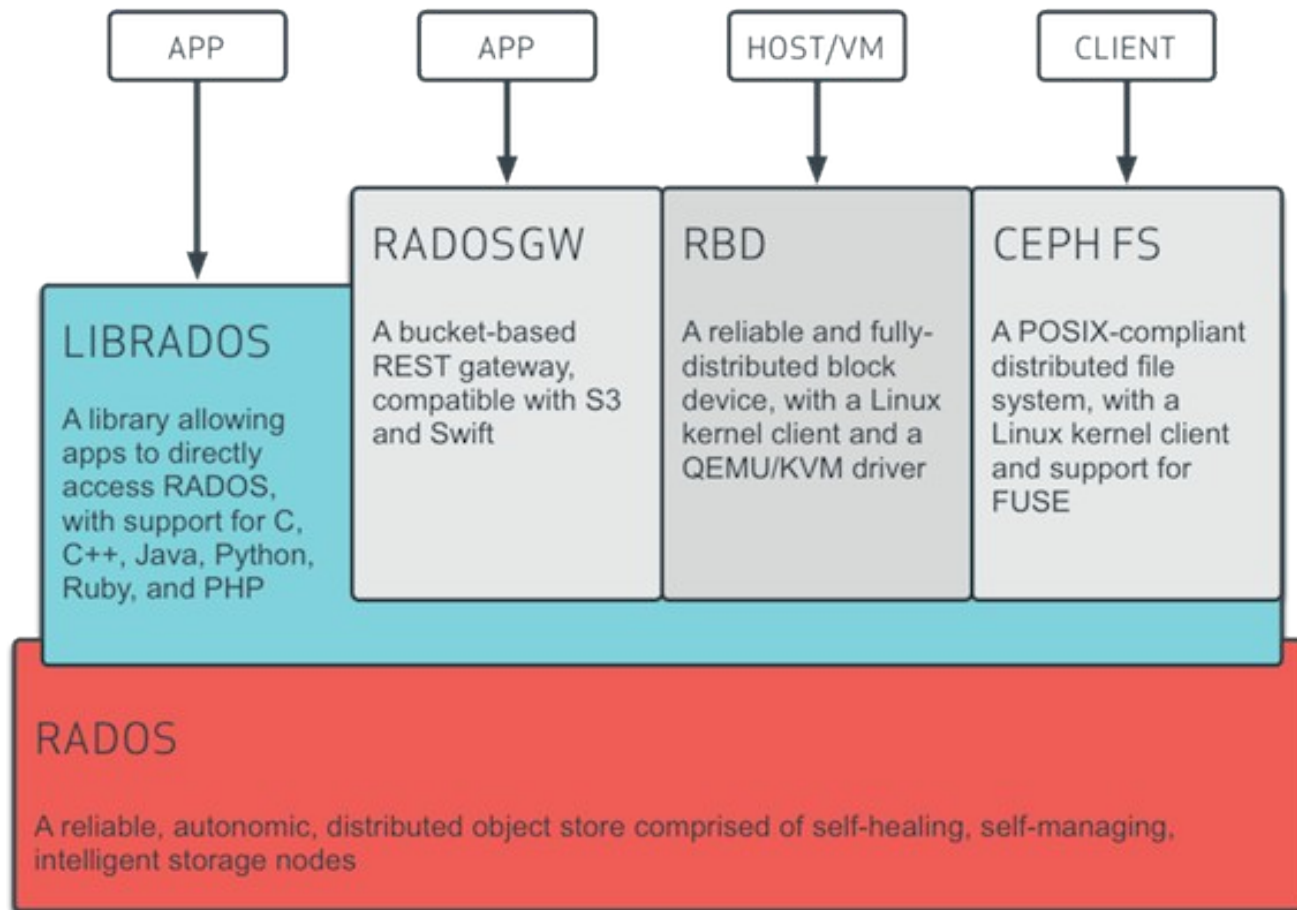 APP
APP
HOST/VM
CLIENT
RADOSGW
A bucket-based
REST gateway,
compatible with S3
and Swift
RBD
A reliable and fully-
distributed block
device, with a Linux
kernel client and a
QEMU/KVM driver
CEPH FS
A POSIX-compliant
distributed file
system, with a
Linux kernel client
and support for
FUSE
LIBRADOS
A library allowing
apps to directly
access RADOS,
with support for C,
C++, Java, Python,
Ruby, and PHP
RADOS
A reliable, autonomic, distributed object store comprised of self-healing, self-managing,
intelligent storage nodes